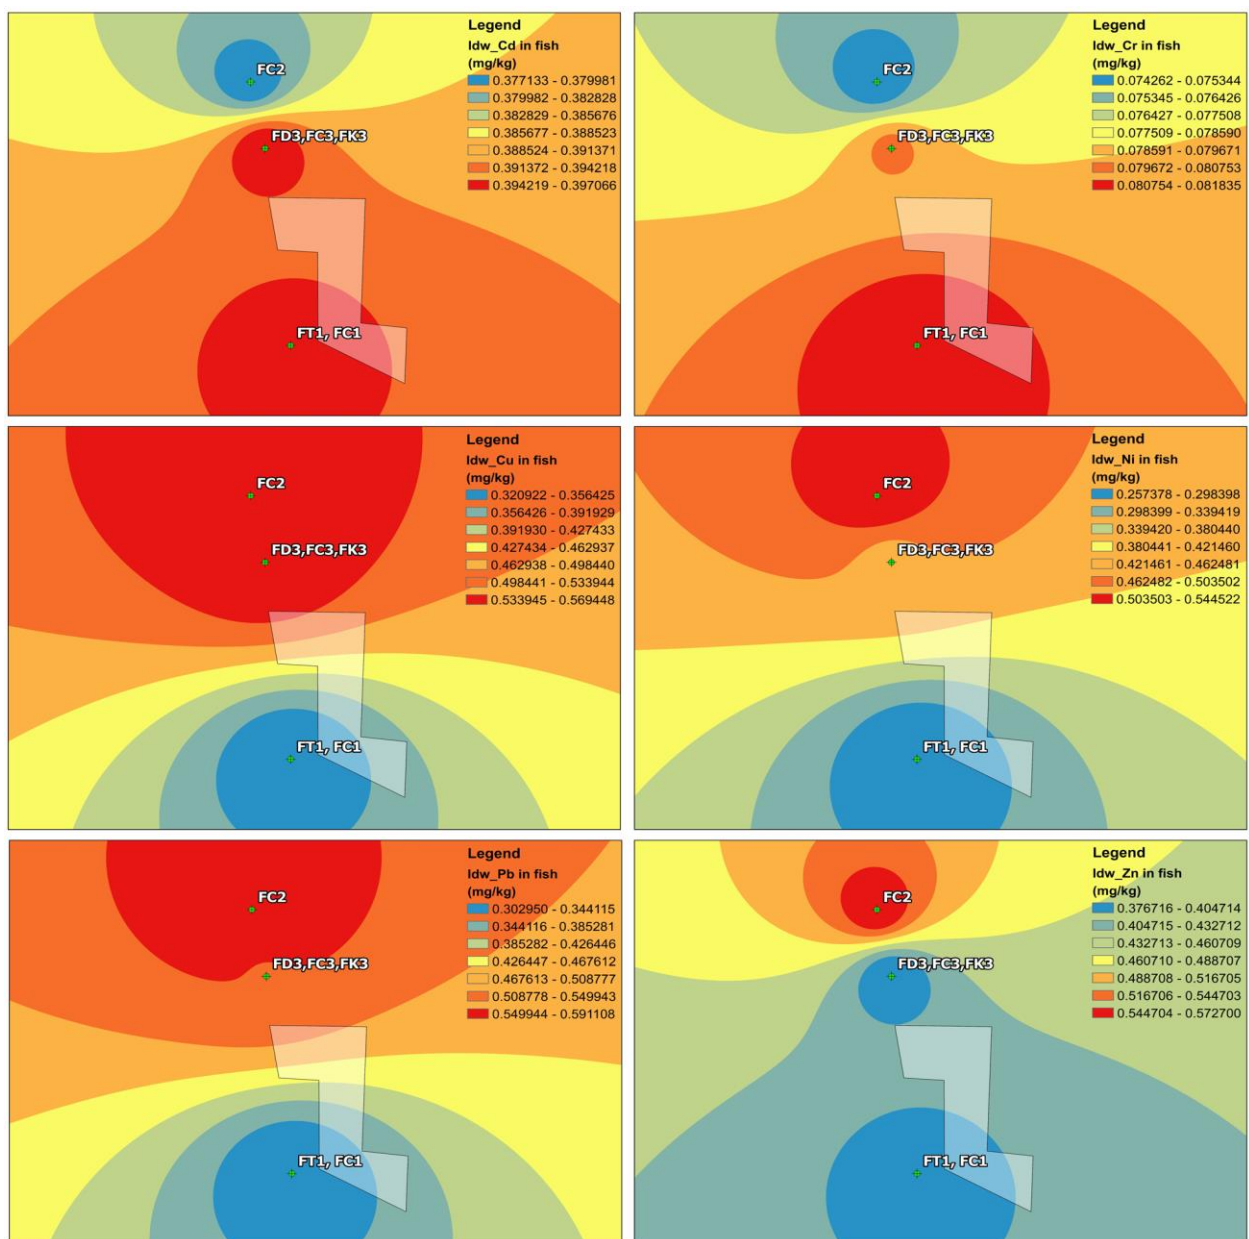 Legend
Idw_Cd in fish
(mg/kg)
FC2
0.377133 - 0.379981
0.379982 - 0.382828
0.382829 - 0.385676
0.385677 - 0.388523
FD3,FC3,FK3
0.388524 - 0.391371
0.391372 - 0.394218
0.394219 - 0.397066
FT1, FC1
Legend
Idw_Cr in fish
(mg/kg)
FC2
0.074262 - 0.075344
0.075345 - 0.076426
0.076427 - 0.077508
0.077509 - 0.078590
FD3,FC3,FK3
0.078591 - 0.079671
0.079672 - 0.080753
0.080754 - 0.081835
FT1, FC1
Legend
Idw_Cu in fish
(mg/kg)
FC2
0.320922 - 0.356425
0.356426 - 0.391929
0.391930 - 0.427433
0.427434 - 0.462937
FD3,FC3,FK3
0.462938 - 0.498440
0.498441 - 0.533944
0.533945 - 0.569448
FT1, FC1
Legend
Idw_Ni in fish
(mg/kg)
FC2
0.257378 - 0.298398
0.298399 - 0.339419
0.339420 - 0.380440
0.380441 - 0.421460
FD3,FC3,FK3
0.421461 - 0.462481
0.462482 - 0.503502
0.503503 - 0.544522
FT1, FC1
Legend
Idw_Pb in fish
(mg/kg)
FC2
0.302950 - 0.344115
0.344116 - 0.385281
0.385282 - 0.426446
0.426447 - 0.467612
FD3,FC3,FK3
0.467613 - 0.508777
0.508778 - 0.549943
0.549944 - 0.591108
FT1, FC1
Legend
Idw_Zn in fish
(mg/kg)
FC2
0.376716 - 0.404714
0.404715 - 0.432712
0.432713 - 0.460709
0.460710 - 0.488707
FD3,FC3,FK3
0.488708 - 0.516705
0.516706 - 0.544703
0.544704 - 0.572700
FT1, FC1